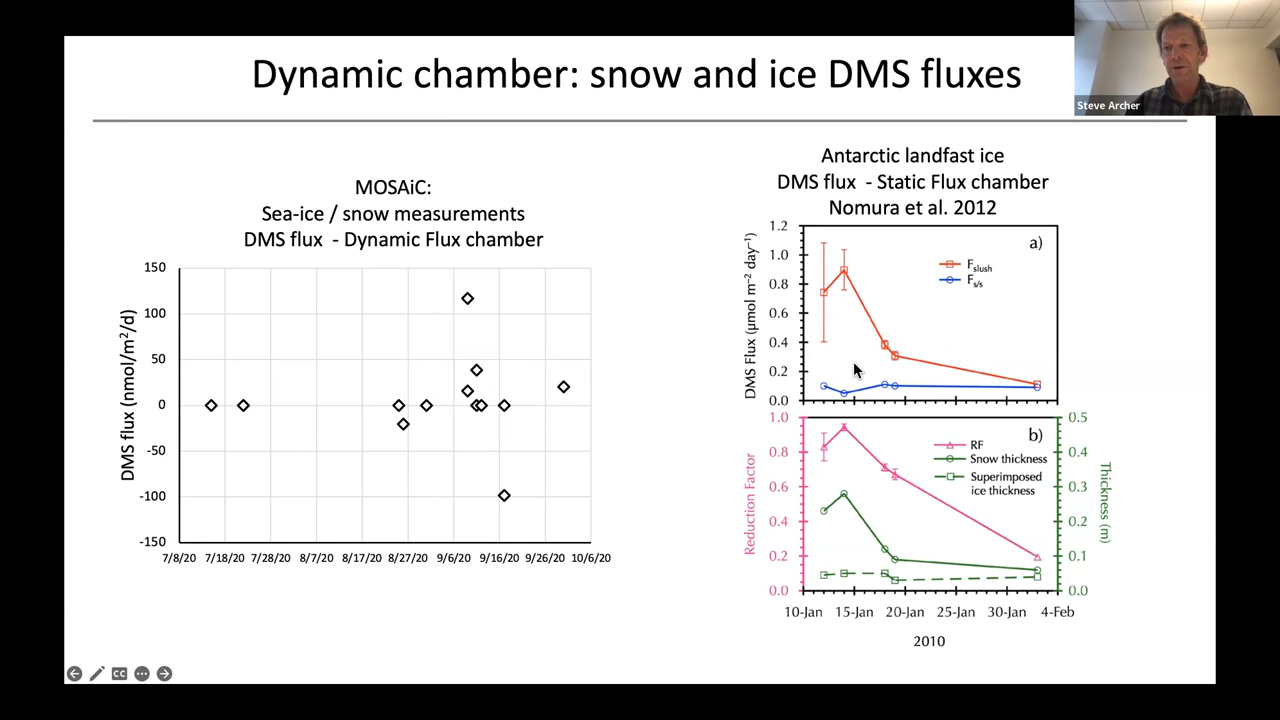 Dynamic chamber: snow and ice DMS fluxes
Steve Archer
MOSAiC:
Sea-ice / snow measurements
DMS flux - Dynamic Flux chamber
DMS flux (nmol/m²/d)
150
100
50
0
-50
-100
-150
7/8/20 7/18/20 7/28/20 8/7/20 8/17/20 8/27/20 9/6/20 9/16/20 9/26/20 10/6/20
Antarctic landfast ice
DMS flux - Static Flux chamber
Nomura et al. 2012
DMS Flux (µmol m⁻² day⁻¹)
1.2
1.0
0.8
0.6
0.4
0.2
0.0
a)
Fslush
Fs/s
Reduction Factor
1.0
0.8
0.6
0.4
0.2
0.0
b)
RF
Snow thickness
Superimposed
ice thickness
0.5
0.4
0.3
0.2
0.1
0.0
Thickness (m)
10-Jan 15-Jan 20-Jan 25-Jan 30-Jan 4-Feb
2010
CC